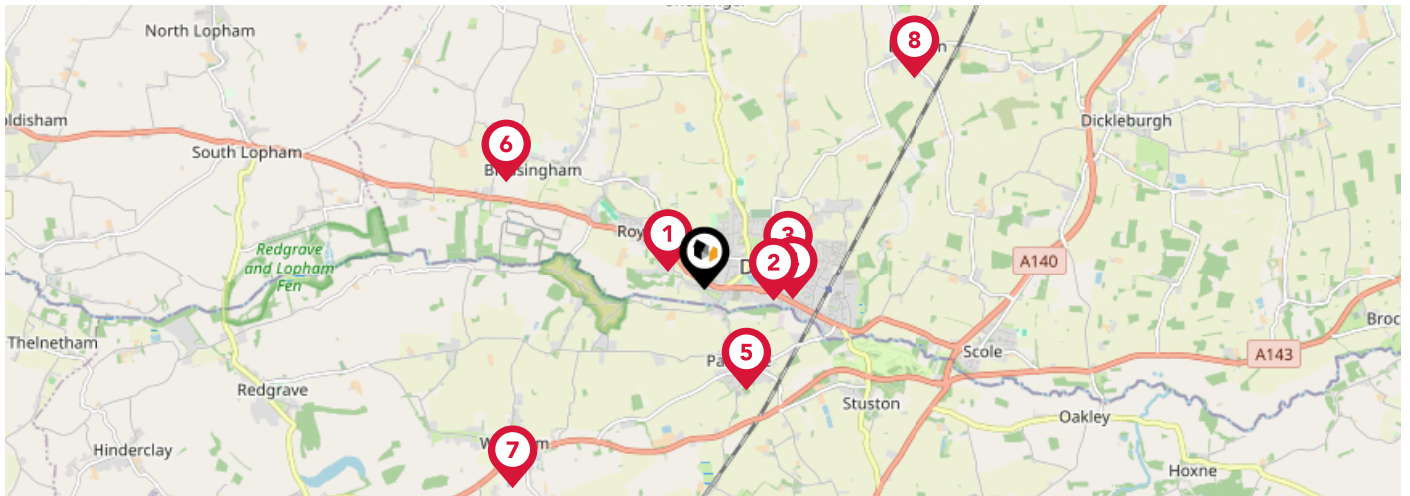 North Lopham
8
Dickleburgh
South Lopham
6
1
3
2
Redgrave
and Lopham
Fen
A140
Thelnetham
5
Scole
A143
Redgrave
Stuston
Oakley
7
Hinderclay
Hoxne